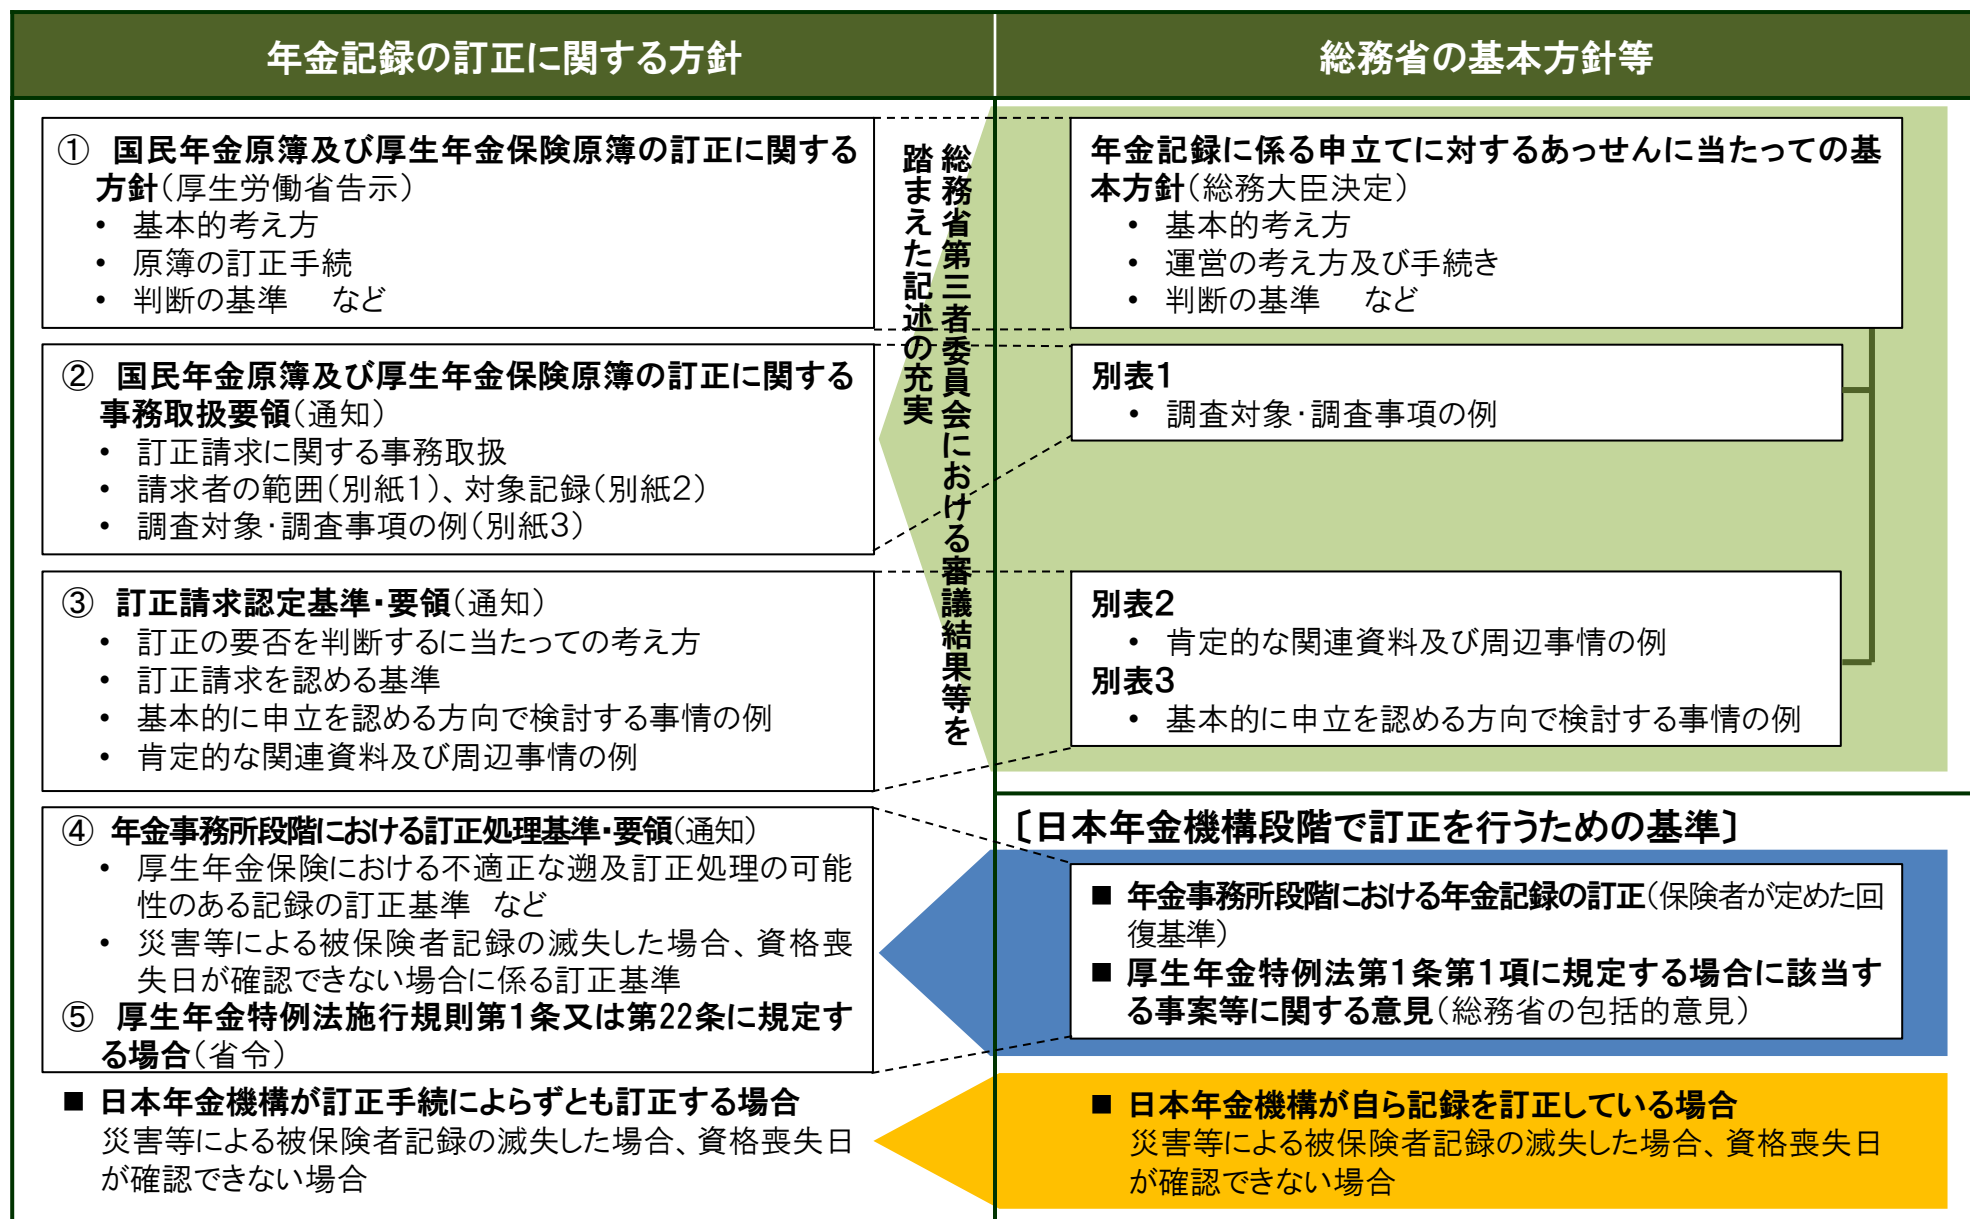 年金記録の訂正に関する方針
総務省の基本方針等
① 国民年金原簿及び厚生年金保険原簿の訂正に関する
方針（厚生労働省告示）
• 基本的考え方
• 原簿の訂正手続
• 判断の基準　など
② 国民年金原簿及び厚生年金保険原簿の訂正に関する
事務取扱要領（通知）
• 訂正請求に関する事務取扱
• 請求者の範囲（別紙１）、対象記録（別紙２）
• 調査対象・調査事項の例（別紙３）
③ 訂正請求認定基準・要領（通知）
• 訂正の要否を判断するに当たっての考え方
• 訂正請求を認める基準
• 基本的に申立を認める方向で検討する事情の例
• 肯定的な関連資料及び周辺事情の例
④ 年金事務所段階における訂正処理基準・要領（通知）
• 厚生年金保険における不適正な遡及訂正処理の可能
性のある記録の訂正基準　など
• 災害等による被保険者記録の滅失した場合、資格喪
失日が確認できない場合に係る訂正基準
⑤ 厚生年金特例法施行規則第１条又は第22条に規定す
る場合（省令）
■ 日本年金機構が訂正手続によらずとも訂正する場合
災害等による被保険者記録の滅失した場合、資格喪失日
が確認できない場合
総務省第三者委員会における審議結果等を
踏まえた記述の充実
年金記録に係る申立てに対するあっせんに当たっての基
本方針（総務大臣決定）
• 基本的考え方
• 運営の考え方及び手続き
• 判断の基準　など
別表１
• 調査対象・調査事項の例
別表２
• 肯定的な関連資料及び周辺事情の例
別表３
• 基本的に申立を認める方向で検討する事情の例
〔日本年金機構段階で訂正を行うための基準〕
■ 年金事務所段階における年金記録の訂正（保険者が定めた回
復基準）
■ 厚生年金特例法第１条第１項に規定する場合に該当す
る事案等に関する意見（総務省の包括的意見）
■ 日本年金機構が自ら記録を訂正している場合
災害等による被保険者記録の滅失した場合、資格喪失日
が確認できない場合